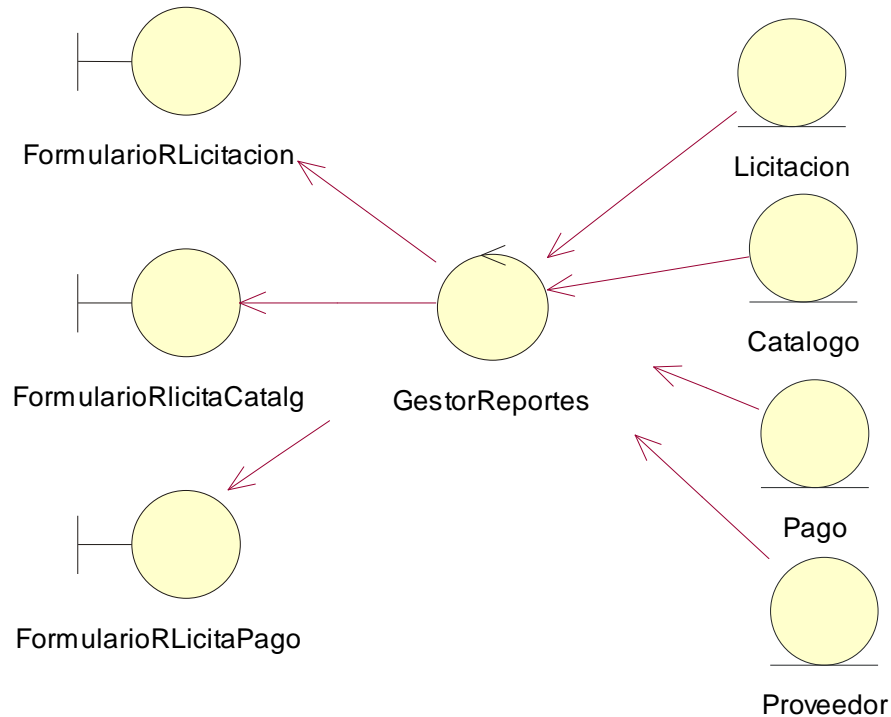 FormularioRLicitacion
Licitacion
Catalogo
FormularioRlicitaCatalg
GestorReportes
Pago
FormularioRLicitaPago
Proveedor